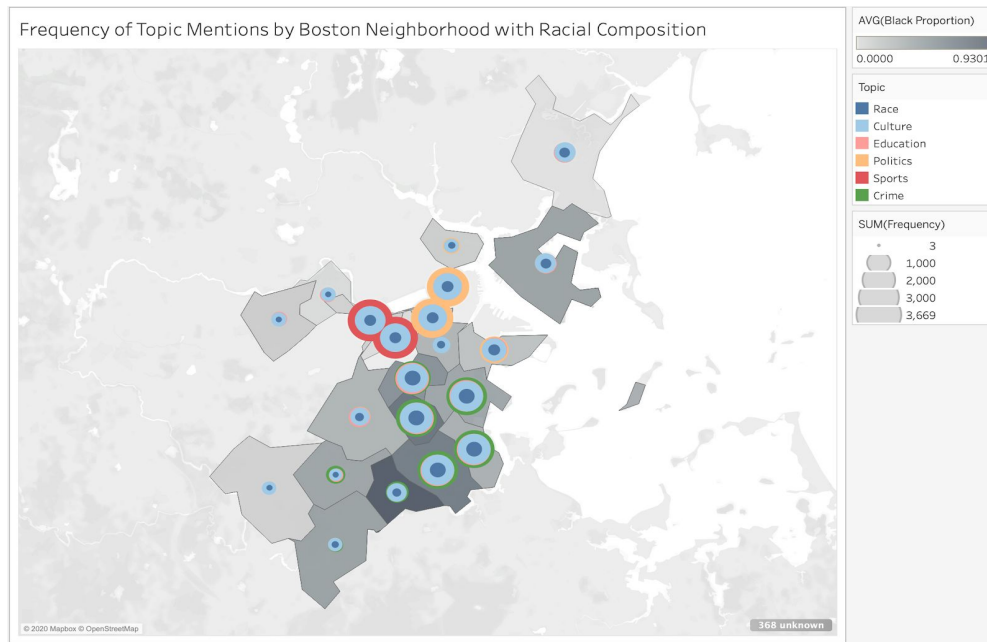 Frequency of Topic Mentions by Boston Neighborhood with Racial Composition
AVG(Black Proportion)
0.0000 0.9301
Topic
Race
Culture
Education
Politics
Sports
Crime
SUM(Frequency)
3
1,000
2,000
3,000
3,669
© 2020 Mapbox © OpenStreetMap
368 unknown